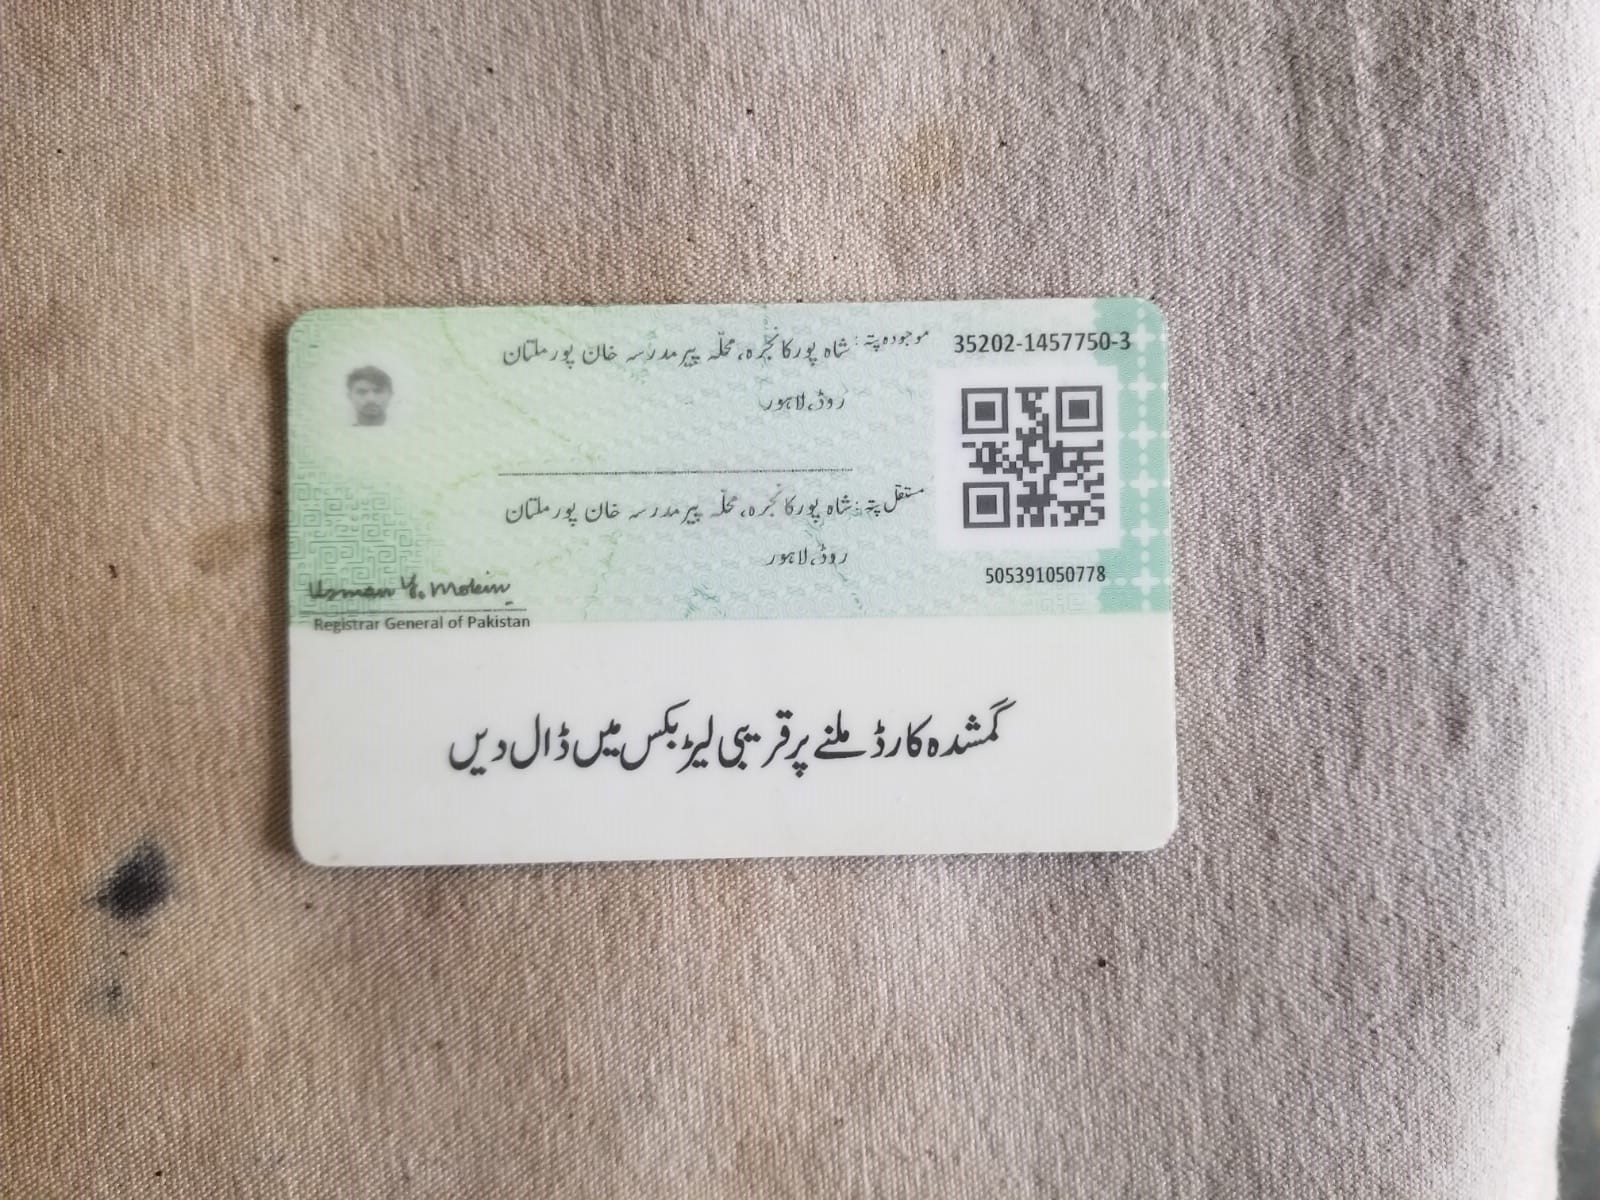 35202-1457750-3
موجودہ پتہ: شاہ پور کانجرہ، محلّہ پیر مدرسہ خان پور ملتان
روڈ، لاہور
مستقل پتہ: شاہ پور کانجرہ، محلّہ پیر مدرسہ خان پور ملتان
روڈ، لاہور
505391050778
Usman Y. Mobin
Registrar General of Pakistan
گمشدہ کارڈ ملنے پر قریبی لیٹر بکس میں ڈال دیں